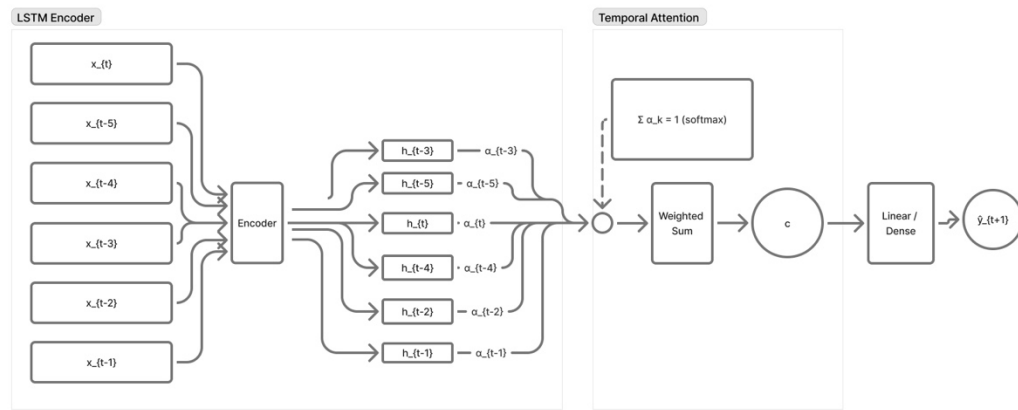 LSTM Encoder
Temporal Attention
x_{t}
x_{t-5}
x_{t-4}
x_{t-3}
x_{t-2}
x_{t-1}
Encoder
h_{t-3}
α_{t-3}
h_{t-5}
α_{t-5}
h_{t}
α_{t}
h_{t-4}
α_{t-4}
h_{t-2}
α_{t-2}
h_{t-1}
α_{t-1}
Σ α_k = 1 (softmax)
Weighted
Sum
c
Linear /
Dense
ŷ_{t+1}